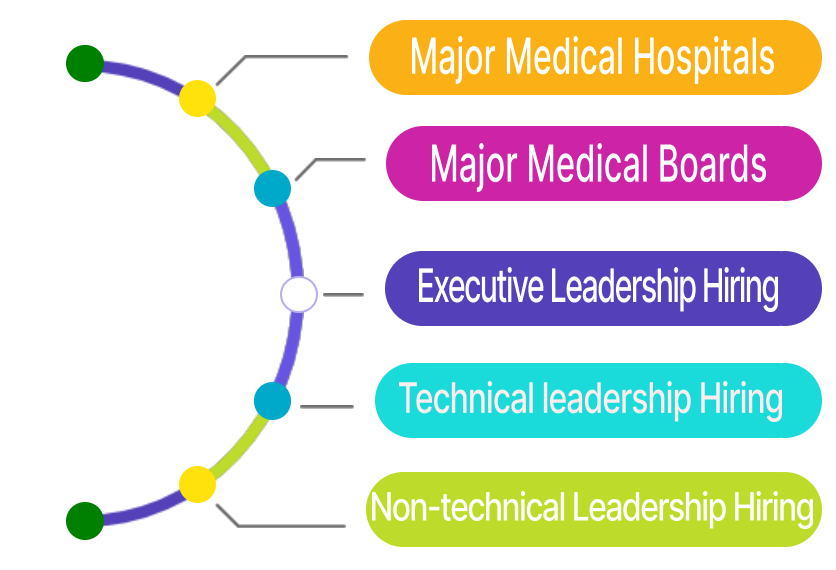 Major Medical Hospitals
Major Medical Boards
Executive Leadership Hiring
Technical leadership Hiring
Non-technical Leadership Hiring